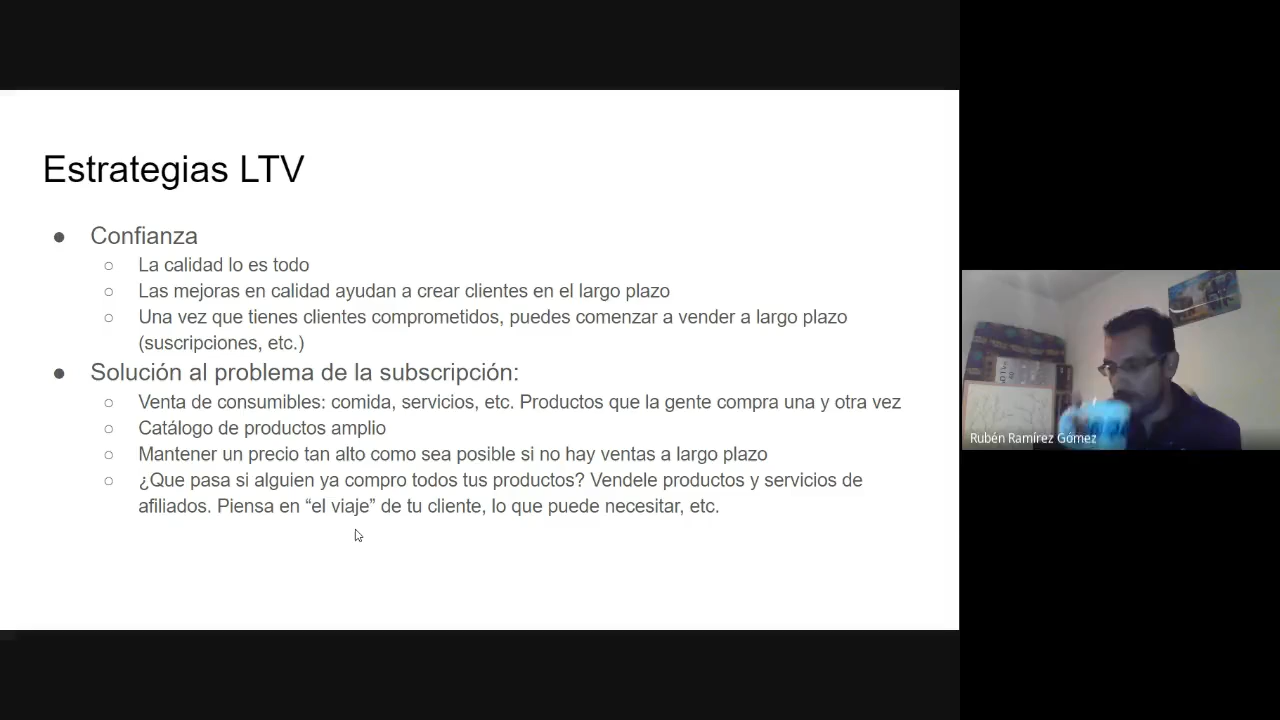 Estrategias LTV
● Confianza
○ La calidad lo es todo
○ Las mejoras en calidad ayudan a crear clientes en el largo plazo
○ Una vez que tienes clientes comprometidos, puedes comenzar a vender a largo plazo
(suscripciones, etc.)
● Solución al problema de la subscripción:
○ Venta de consumibles: comida, servicios, etc. Productos que la gente compra una y otra vez
○ Catálogo de productos amplio
○ Mantener un precio tan alto como sea posible si no hay ventas a largo plazo
○ ¿Que pasa si alguien ya compro todos tus productos? Vendele productos y servicios de
afiliados. Piensa en “el viaje” de tu cliente, lo que puede necesitar, etc.
Rubén Ramírez Gómez